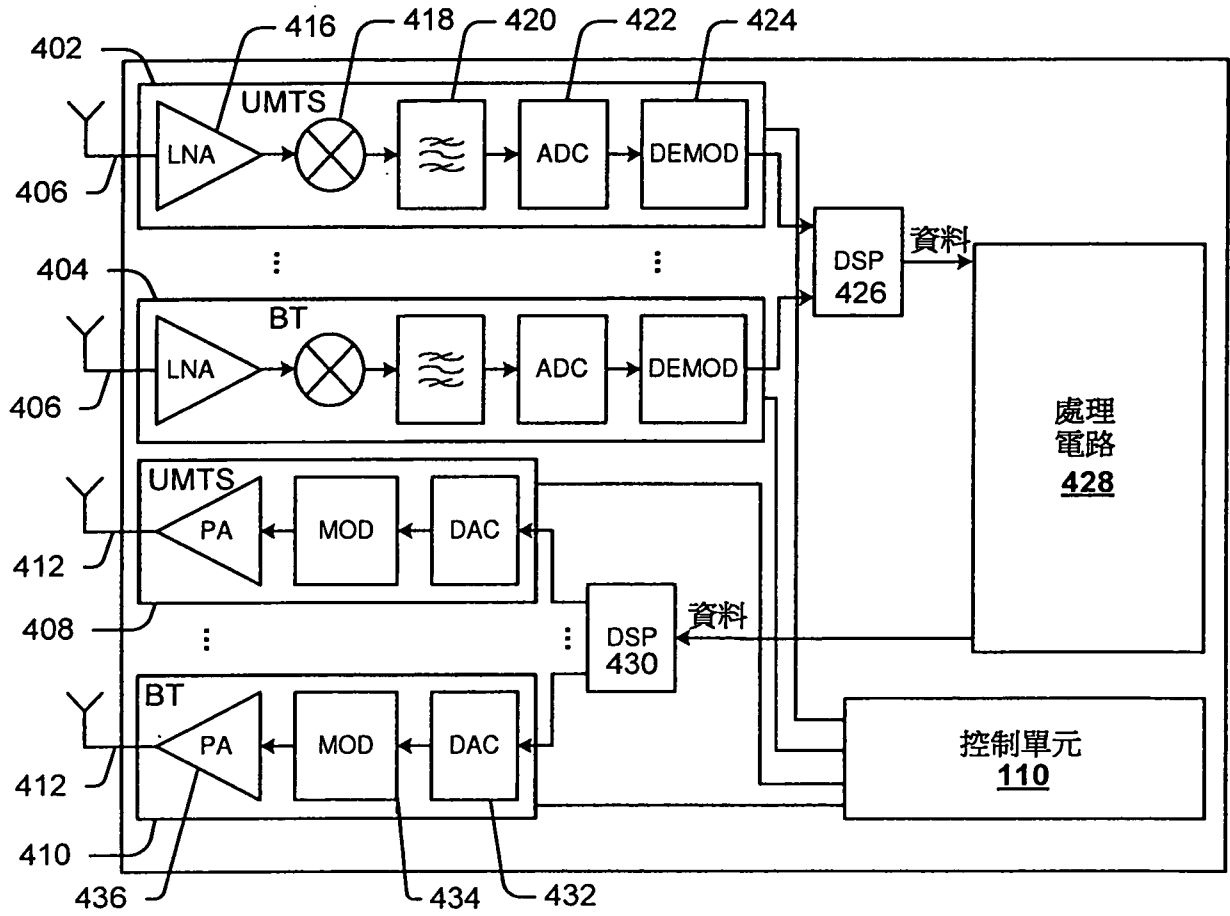 416
418
420
422
424
402
UMTS
LNA
ADC
DEMOD
406
DSP
426
資料
404
BT
LNA
ADC
DEMOD
406
處理
電路
428
UMTS
PA
MOD
DAC
412
408
DSP
430
資料
BT
PA
MOD
DAC
412
控制單元
110
410
436
434
432